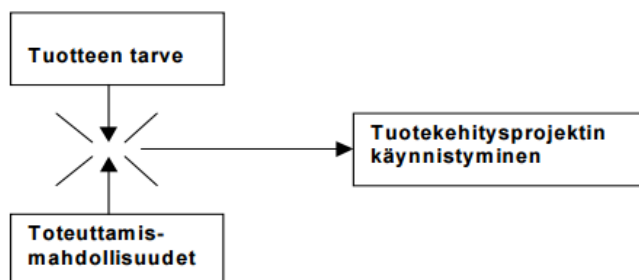 Tuotteen tarve
Tuotekehitysprojektin
käynnistyminen
Toteuttamis-
mahdollisuudet